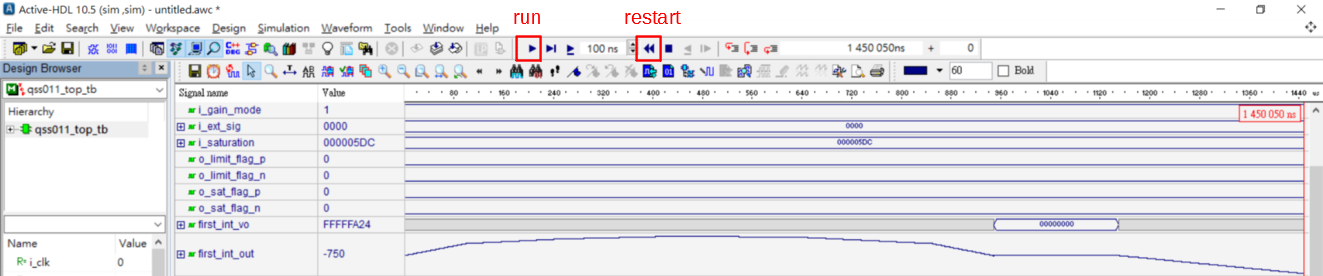 Active-HDL 10.5 (sim ,sim) - untitled.awc *
run restart
File Edit Search View Workspace Design Simulation Waveform Tools Window Help
100 ns 1 450 050ns + 0
Design Browser
60 Bold
qss011_top_tb
Signal name Value 80 160 240 320 400 480 560 640 720 800 880 960 1040 1120 1200 1280 1360 1440 us
Hierarchy
qss011_top_tb
1 450 050 ns
i_gain_mode 1
i_ext_sig 0000 0000
i_saturation 000005DC 000005DC
o_limit_flag_p 0
o_limit_flag_n 0
o_sat_flag_p 0
o_sat_flag_n 0
first_int_vo FFFFFA24 00000000
Name Value
first_int_out -750
i_clk 0